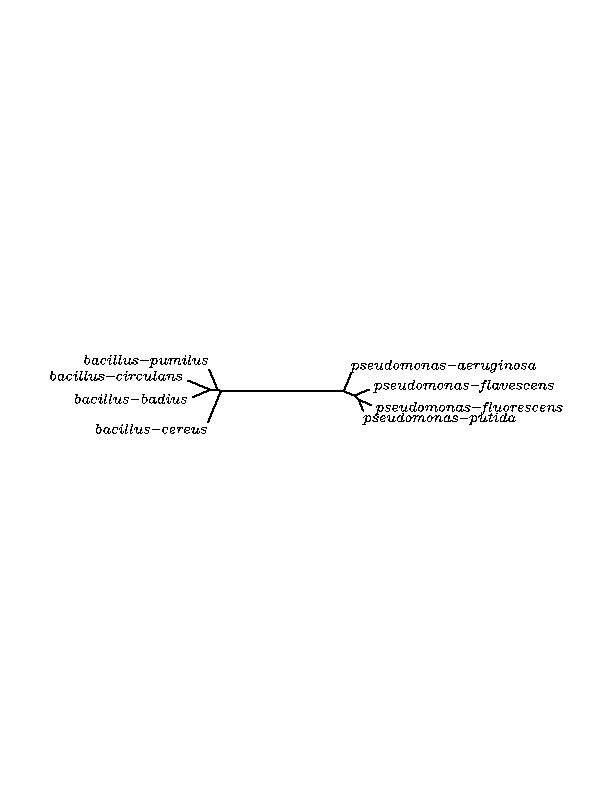 bacillus-pumilus
bacillus-circulans
bacillus-badius
bacillus-cereus
pseudomonas-aeruginosa
pseudomonas-flavescens
pseudomonas-fluorescens
pseudomonas-putida